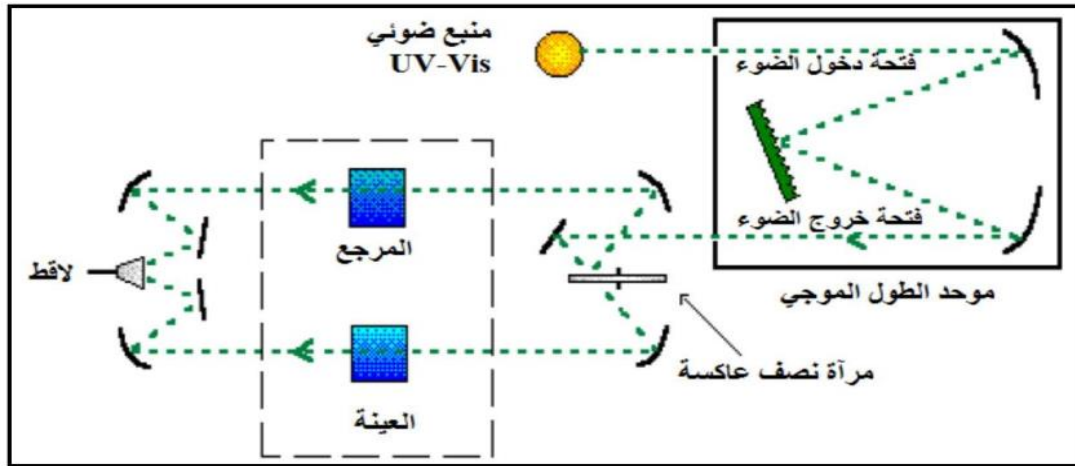 منبع ضوئي
UV-Vis
فتحة دخول الضوء
فتحة خروج الضوء
موحد الطول الموجي
المرجع
لاقط
مرآة نصف عاكسة
العينة